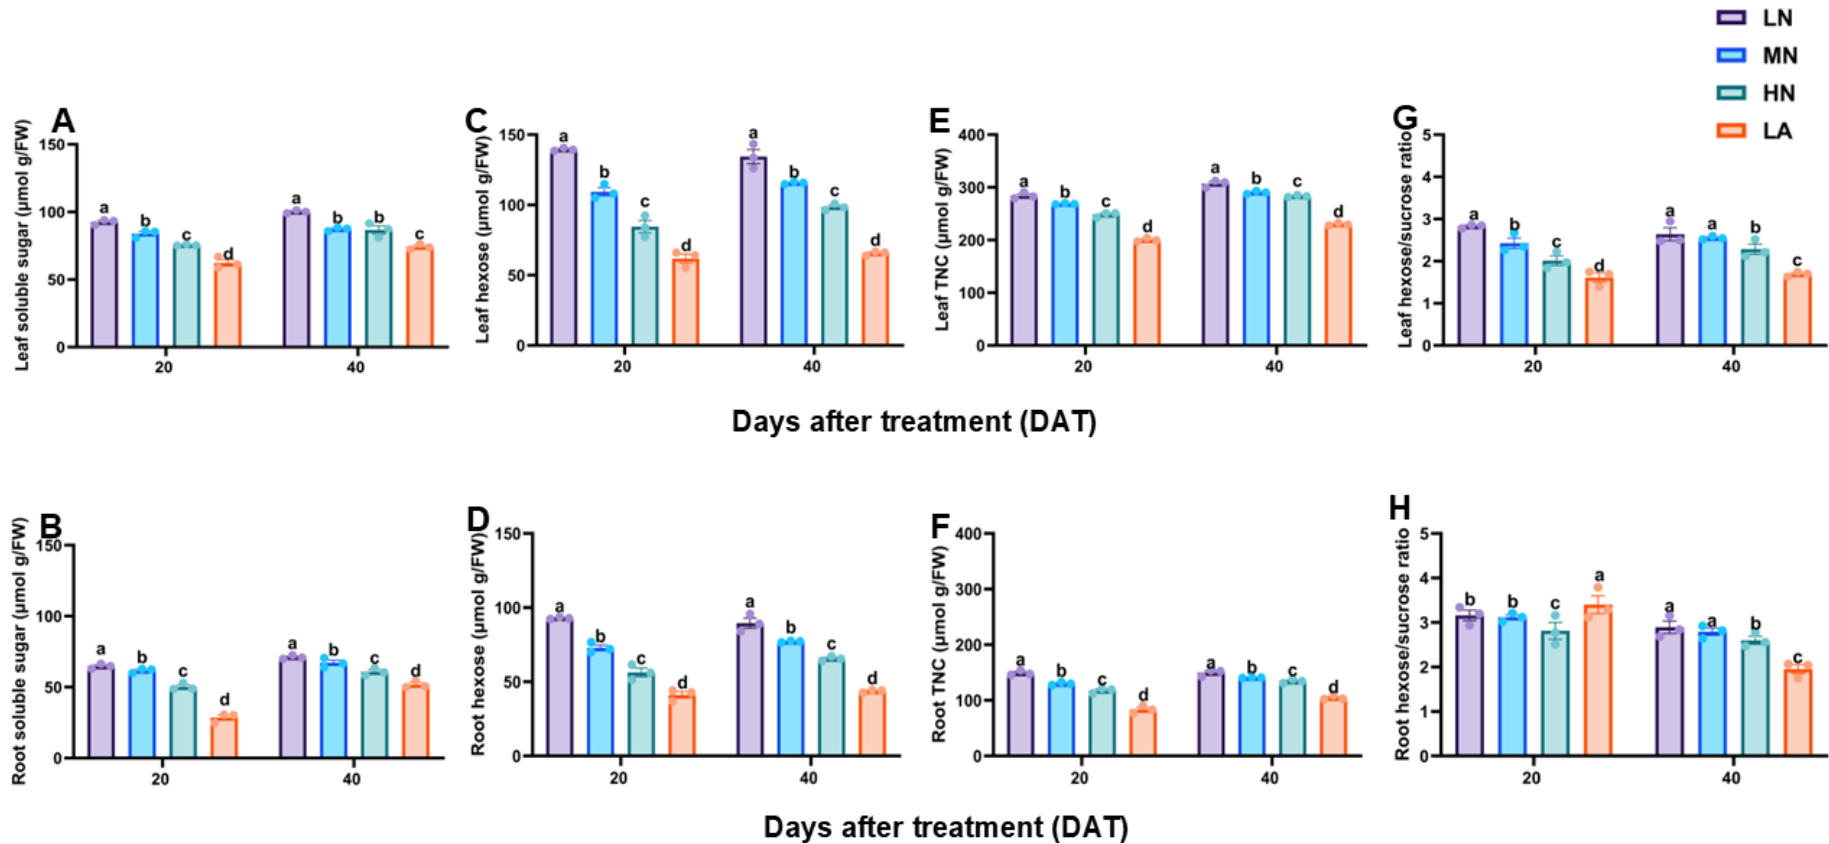 LN
MN
HN
LA
A
Leaf soluble sugar (μmol g/FW)
150
100
50
0
a
b
c
d
a
b
b
c
20
40
C
Leaf hexose (μmol g/FW)
150
100
50
0
a
b
c
d
a
b
c
d
20
40
E
Leaf TNC (μmol g/FW)
400
300
200
100
0
a
b
c
d
a
b
c
d
20
40
G
Leaf hexose/sucrose ratio
5
4
3
2
1
0
a
b
c
d
a
a
b
c
20
40
Days after treatment (DAT)
B
Root soluble sugar (μmol g/FW)
150
100
50
0
a
b
c
d
a
b
c
d
20
40
D
Root hexose (μmol g/FW)
150
100
50
0
a
b
c
d
a
b
c
d
20
40
F
Root TNC (μmol g/FW)
400
300
200
100
0
a
b
c
d
a
b
c
d
20
40
H
Root hexose/sucrose ratio
5
4
3
2
1
0
b
b
c
a
a
a
b
c
20
40
Days after treatment (DAT)